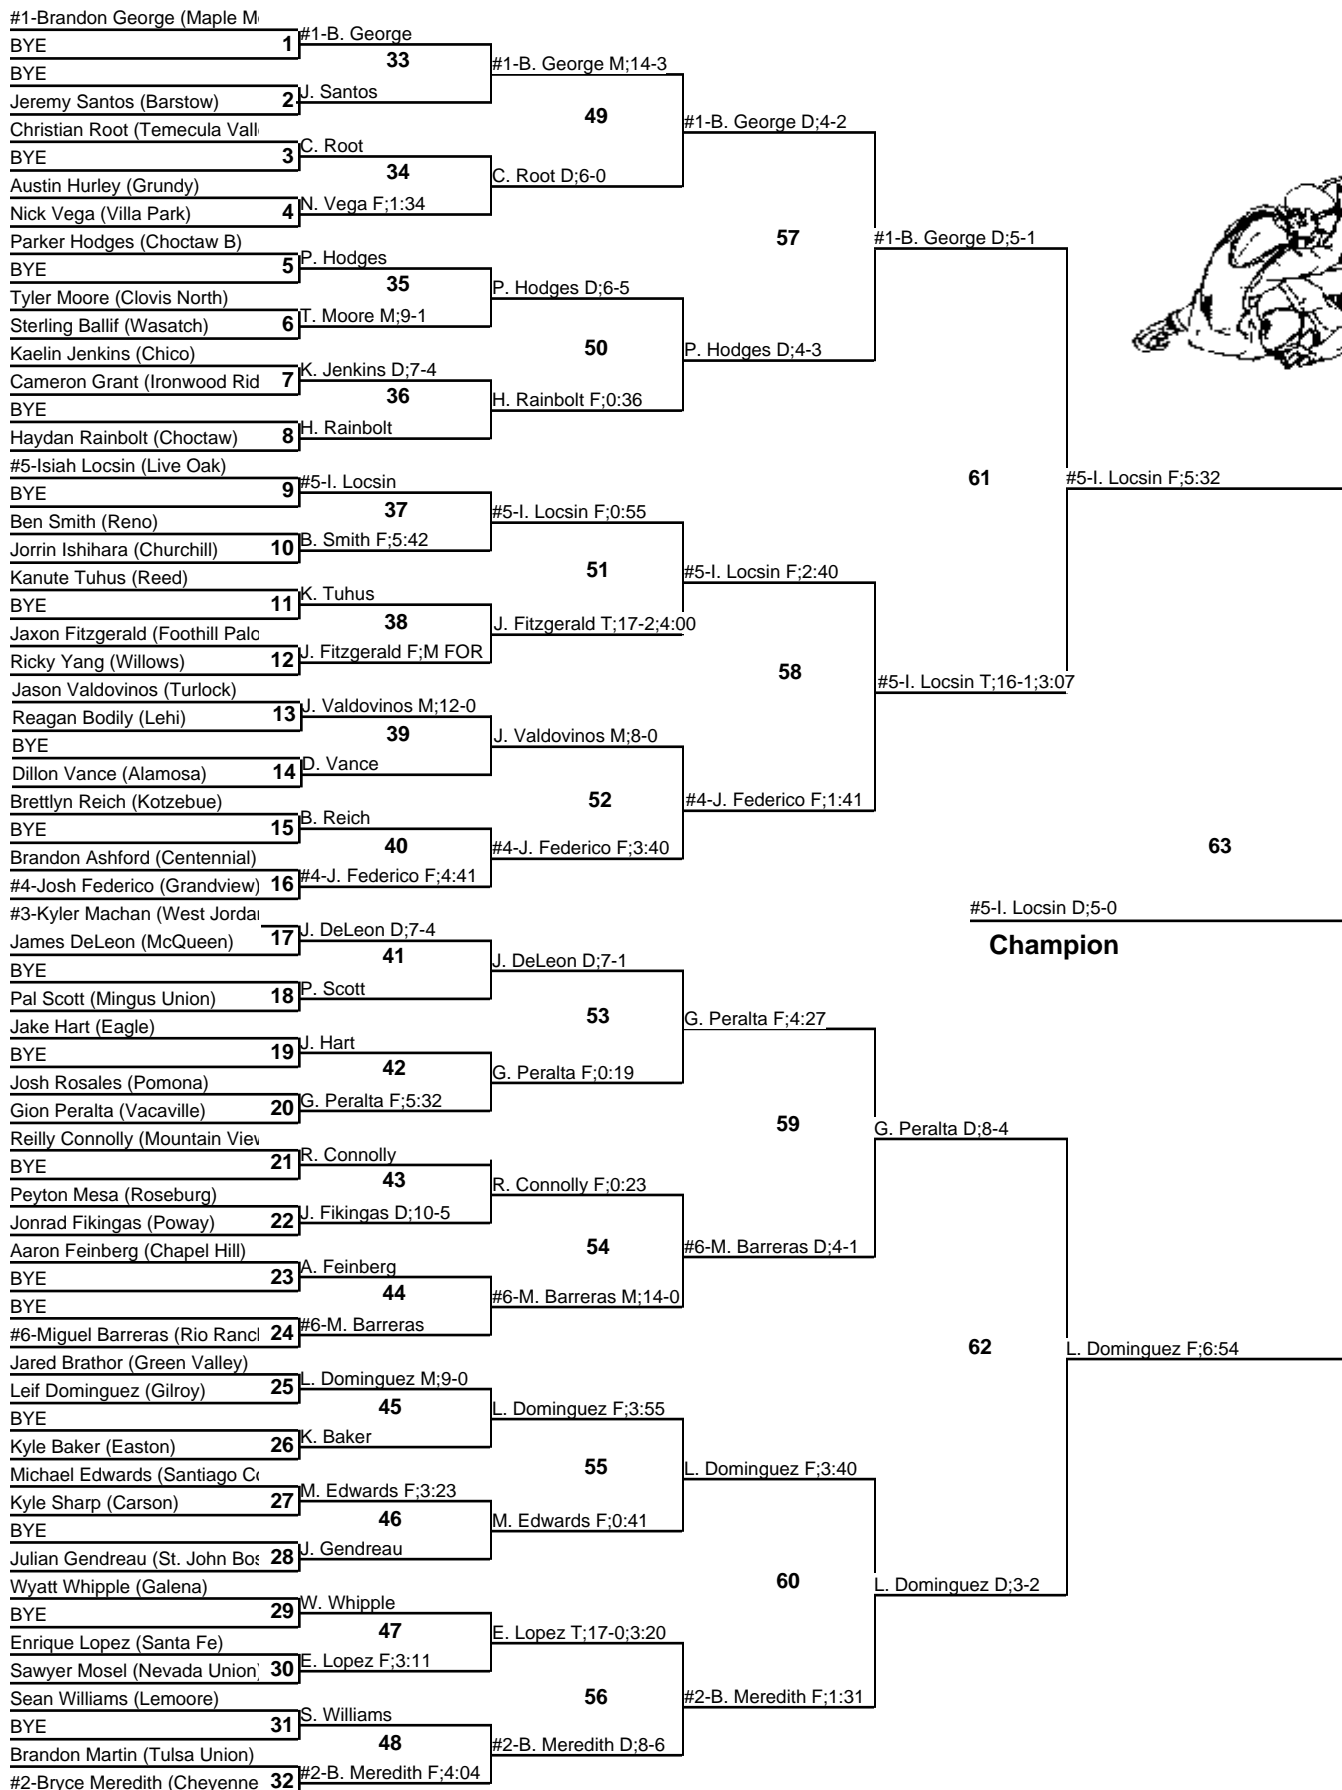 #1-Brandon George (Maple M
BYE
1
BYE
Jeremy Santos (Barstow)
2
Christian Root (Temecula Vall
BYE
3
Austin Hurley (Grundy)
Nick Vega (Villa Park)
4
Parker Hodges (Choctaw B)
BYE
5
Tyler Moore (Clovis North)
Sterling Ballif (Wasatch)
6
Kaelin Jenkins (Chico)
Cameron Grant (Ironwood Rid
7
BYE
Haydan Rainbolt (Choctaw)
8
#5-Isiah Locsin (Live Oak)
BYE
9
Ben Smith (Reno)
Jorrin Ishihara (Churchill)
10
Kanute Tuhus (Reed)
BYE
11
Jaxon Fitzgerald (Foothill Palo
Ricky Yang (Willows)
12
Jason Valdovinos (Turlock)
Reagan Bodily (Lehi)
13
BYE
Dillon Vance (Alamosa)
14
Brettlyn Reich (Kotzebue)
BYE
15
Brandon Ashford (Centennial)
#4-Josh Federico (Grandview)
16
#3-Kyler Machan (West Jordan
James DeLeon (McQueen)
17
BYE
Pal Scott (Mingus Union)
18
Jake Hart (Eagle)
BYE
19
Josh Rosales (Pomona)
Gion Peralta (Vacaville)
20
Reilly Connolly (Mountain View
BYE
21
Peyton Mesa (Roseburg)
Jonrad Fikingas (Poway)
22
Aaron Feinberg (Chapel Hill)
BYE
23
BYE
#6-Miguel Barreras (Rio Ranch
24
Jared Brathor (Green Valley)
Leif Dominguez (Gilroy)
25
BYE
Kyle Baker (Easton)
26
Michael Edwards (Santiago Co
Kyle Sharp (Carson)
27
BYE
Julian Gendreau (St. John Bos
28
Wyatt Whipple (Galena)
BYE
29
Enrique Lopez (Santa Fe)
Sawyer Mosel (Nevada Union)
30
Sean Williams (Lemoore)
BYE
31
Brandon Martin (Tulsa Union)
#2-Bryce Meredith (Cheyenne
32
#1-B. George
33
J. Santos
C. Root
34
N. Vega F;1:34
P. Hodges
35
T. Moore M;9-1
K. Jenkins D;7-4
36
H. Rainbolt
#5-I. Locsin
37
B. Smith F;5:42
K. Tuhus
38
J. Fitzgerald F;M FOR
J. Valdovinos M;12-0
39
D. Vance
B. Reich
40
#4-J. Federico F;4:41
J. DeLeon D;7-4
41
P. Scott
J. Hart
42
G. Peralta F;5:32
R. Connolly
43
J. Fikingas D;10-5
A. Feinberg
44
#6-M. Barreras
L. Dominguez M;9-0
45
K. Baker
M. Edwards F;3:23
46
J. Gendreau
W. Whipple
47
E. Lopez F;3:11
S. Williams
48
#2-B. Meredith F;4:04
#1-B. George M;14-3
49
C. Root D;6-0
P. Hodges D;6-5
50
H. Rainbolt F;0:36
#5-I. Locsin F;0:55
51
J. Fitzgerald T;17-2;4:00
J. Valdovinos M;8-0
52
#4-J. Federico F;3:40
J. DeLeon D;7-1
53
G. Peralta F;0:19
R. Connolly F;0:23
54
#6-M. Barreras M;14-0
L. Dominguez F;3:55
55
M. Edwards F;0:41
E. Lopez T;17-0;3:20
56
#2-B. Meredith D;8-6
#1-B. George D;4-2
57
P. Hodges D;4-3
#5-I. Locsin F;2:40
58
#4-J. Federico F;1:41
G. Peralta F;4:27
59
#6-M. Barreras D;4-1
L. Dominguez F;3:40
60
#2-B. Meredith F;1:31
#1-B. George D;5-1
61
#5-I. Locsin T;16-1;3:07
G. Peralta D;8-4
62
L. Dominguez D;3-2
#5-I. Locsin F;5:32
63
L. Dominguez F;6:54
#5-I. Locsin D;5-0
Champion